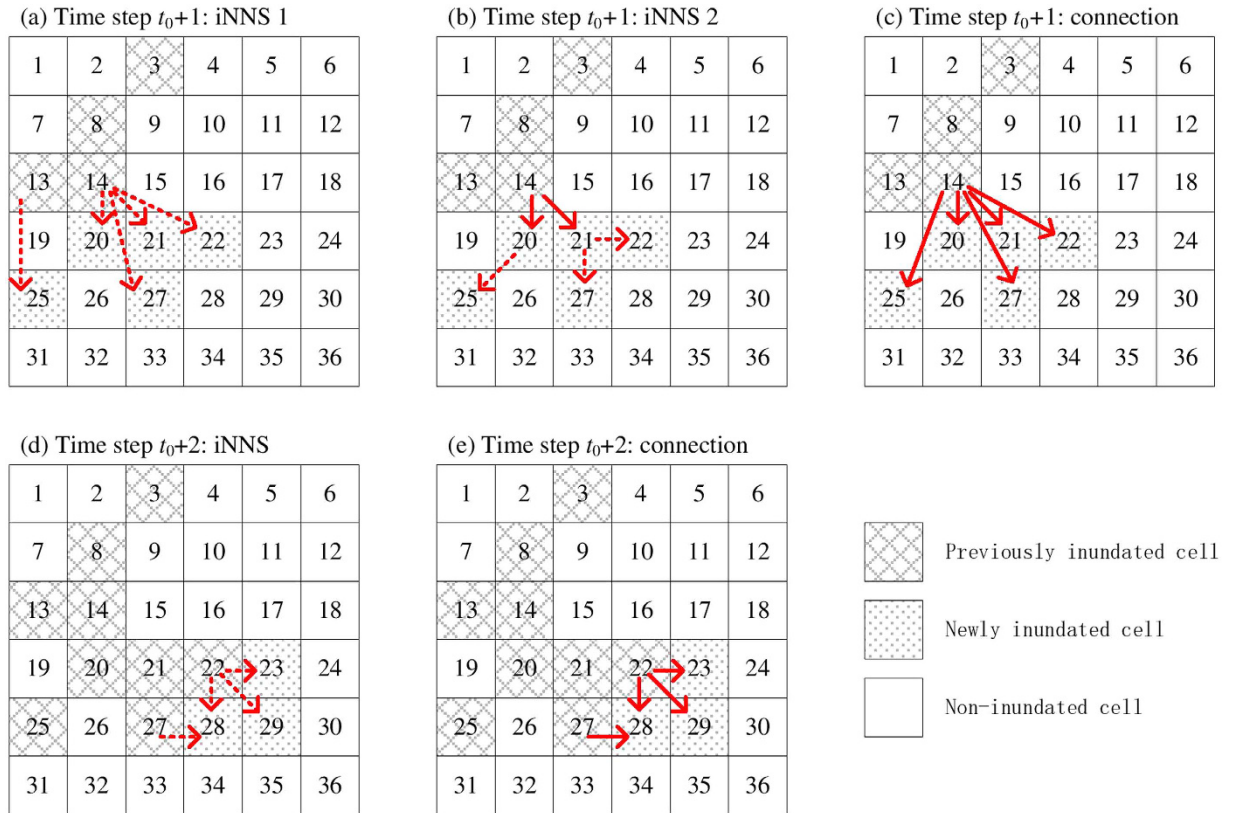 (a) Time step t0+1: iNNS 1
1 2 3 4 5 6
7 8 9 10 11 12
13 14 15 16 17 18
19 20 21 22 23 24
25 26 27 28 29 30
31 32 33 34 35 36
(b) Time step t0+1: iNNS 2
1 2 3 4 5 6
7 8 9 10 11 12
13 14 15 16 17 18
19 20 21 22 23 24
25 26 27 28 29 30
31 32 33 34 35 36
(c) Time step t0+1: connection
1 2 3 4 5 6
7 8 9 10 11 12
13 14 15 16 17 18
19 20 21 22 23 24
25 26 27 28 29 30
31 32 33 34 35 36
(d) Time step t0+2: iNNS
1 2 3 4 5 6
7 8 9 10 11 12
13 14 15 16 17 18
19 20 21 22 23 24
25 26 27 28 29 30
31 32 33 34 35 36
(e) Time step t0+2: connection
1 2 3 4 5 6
7 8 9 10 11 12
13 14 15 16 17 18
19 20 21 22 23 24
25 26 27 28 29 30
31 32 33 34 35 36
Previously inundated cell
Newly inundated cell
Non-inundated cell